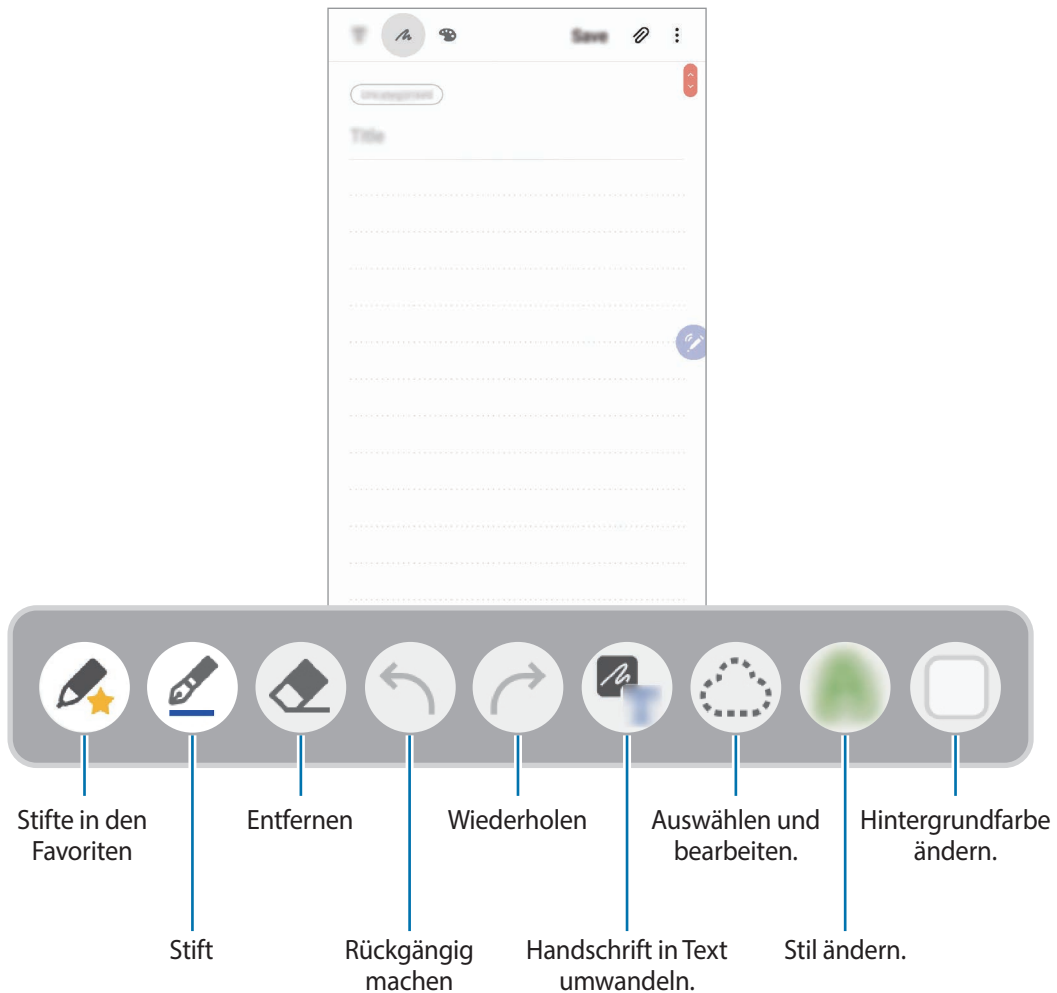 Save
Title
Stifte in den
Favoriten
Entfernen
Wiederholen
Auswählen und
bearbeiten.
Hintergrundfarbe
ändern.
Stift
Rückgängig
machen
Handschrift in Text
umwandeln.
Stil ändern.